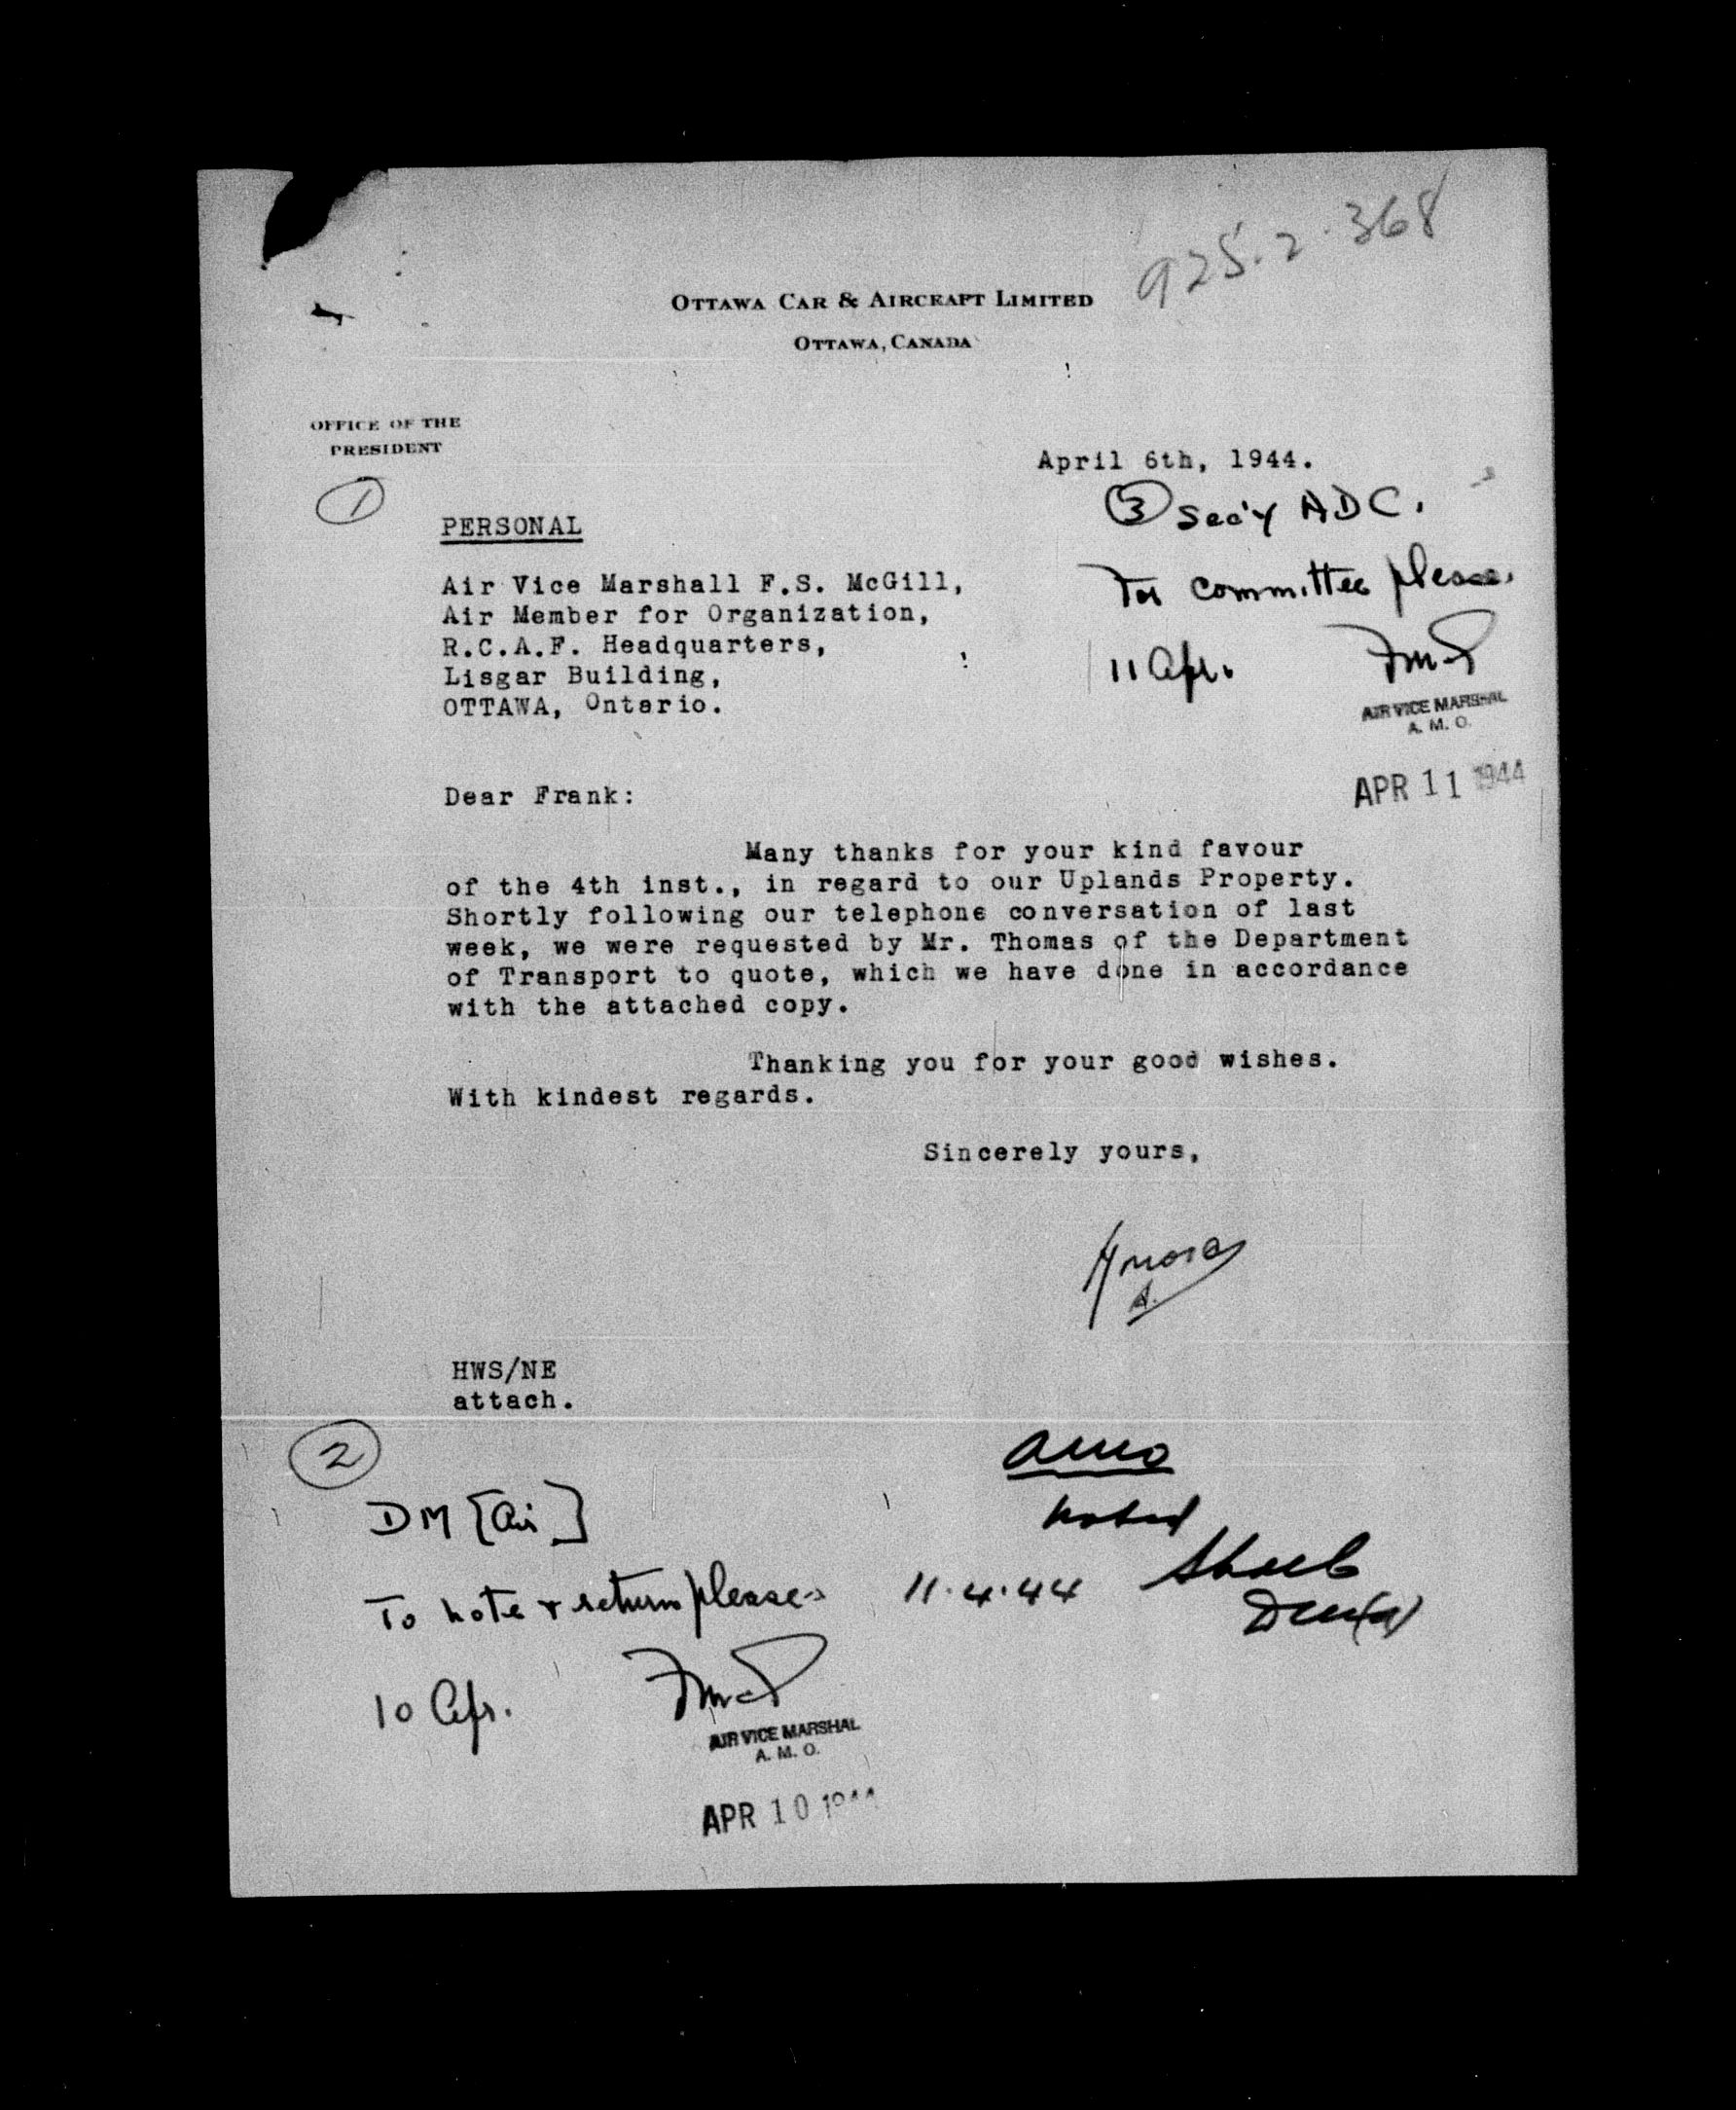 925.2.368
OTTAWA CAR & AIRCRAFT LIMITED
OTTAWA, CANADA
OFFICE OF THE
PRESIDENT
April 6th, 1944.
1
3 Sec'y ADC.
PERSONAL
For committee please.
Air Vice Marshall F.S. McGill,
Air Member for Organization,
R.C.A.F. Headquarters,
Lisgar Building,
OTTAWA, Ontario.
11 Apr.
AIR VICE MARSHAL
A. M. O.
APR 11 1944
Dear Frank:
Many thanks for your kind favour
of the 4th inst., in regard to our Uplands Property.
Shortly following our telephone conversation of last
week, we were requested by Mr. Thomas of the Department
of Transport to quote, which we have done in accordance
with the attached copy.
Thanking you for your good wishes.
With kindest regards.
Sincerely yours,
HWS/NE
attach.
2
AMO
DM [Air]
Noted
To note & return please
11.4.44
10 Apr.
AIR VICE MARSHAL
A. M. O.
APR 10 1944